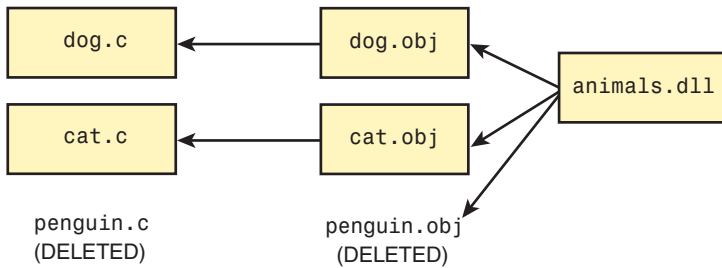 dog.c
dog.obj
animals.dll
cat.c
cat.obj
penguin.c
(DELETED)
penguin.obj
(DELETED)